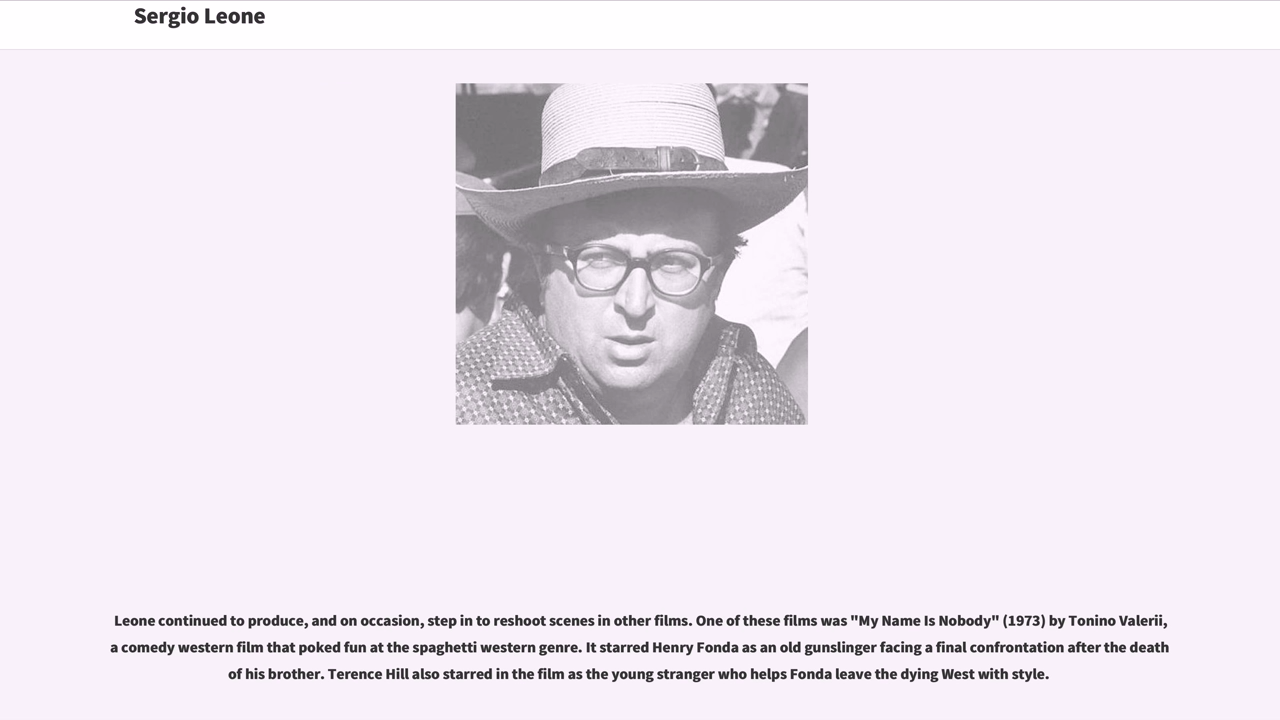 Sergio Leone
Leone continued to produce, and on occasion, step in to reshoot scenes in other films. One of these films was "My Name Is Nobody" (1973) by Tonino Valerii,
a comedy western film that poked fun at the spaghetti western genre. It starred Henry Fonda as an old gunslinger facing a final confrontation after the death
of his brother. Terence Hill also starred in the film as the young stranger who helps Fonda leave the dying West with style.